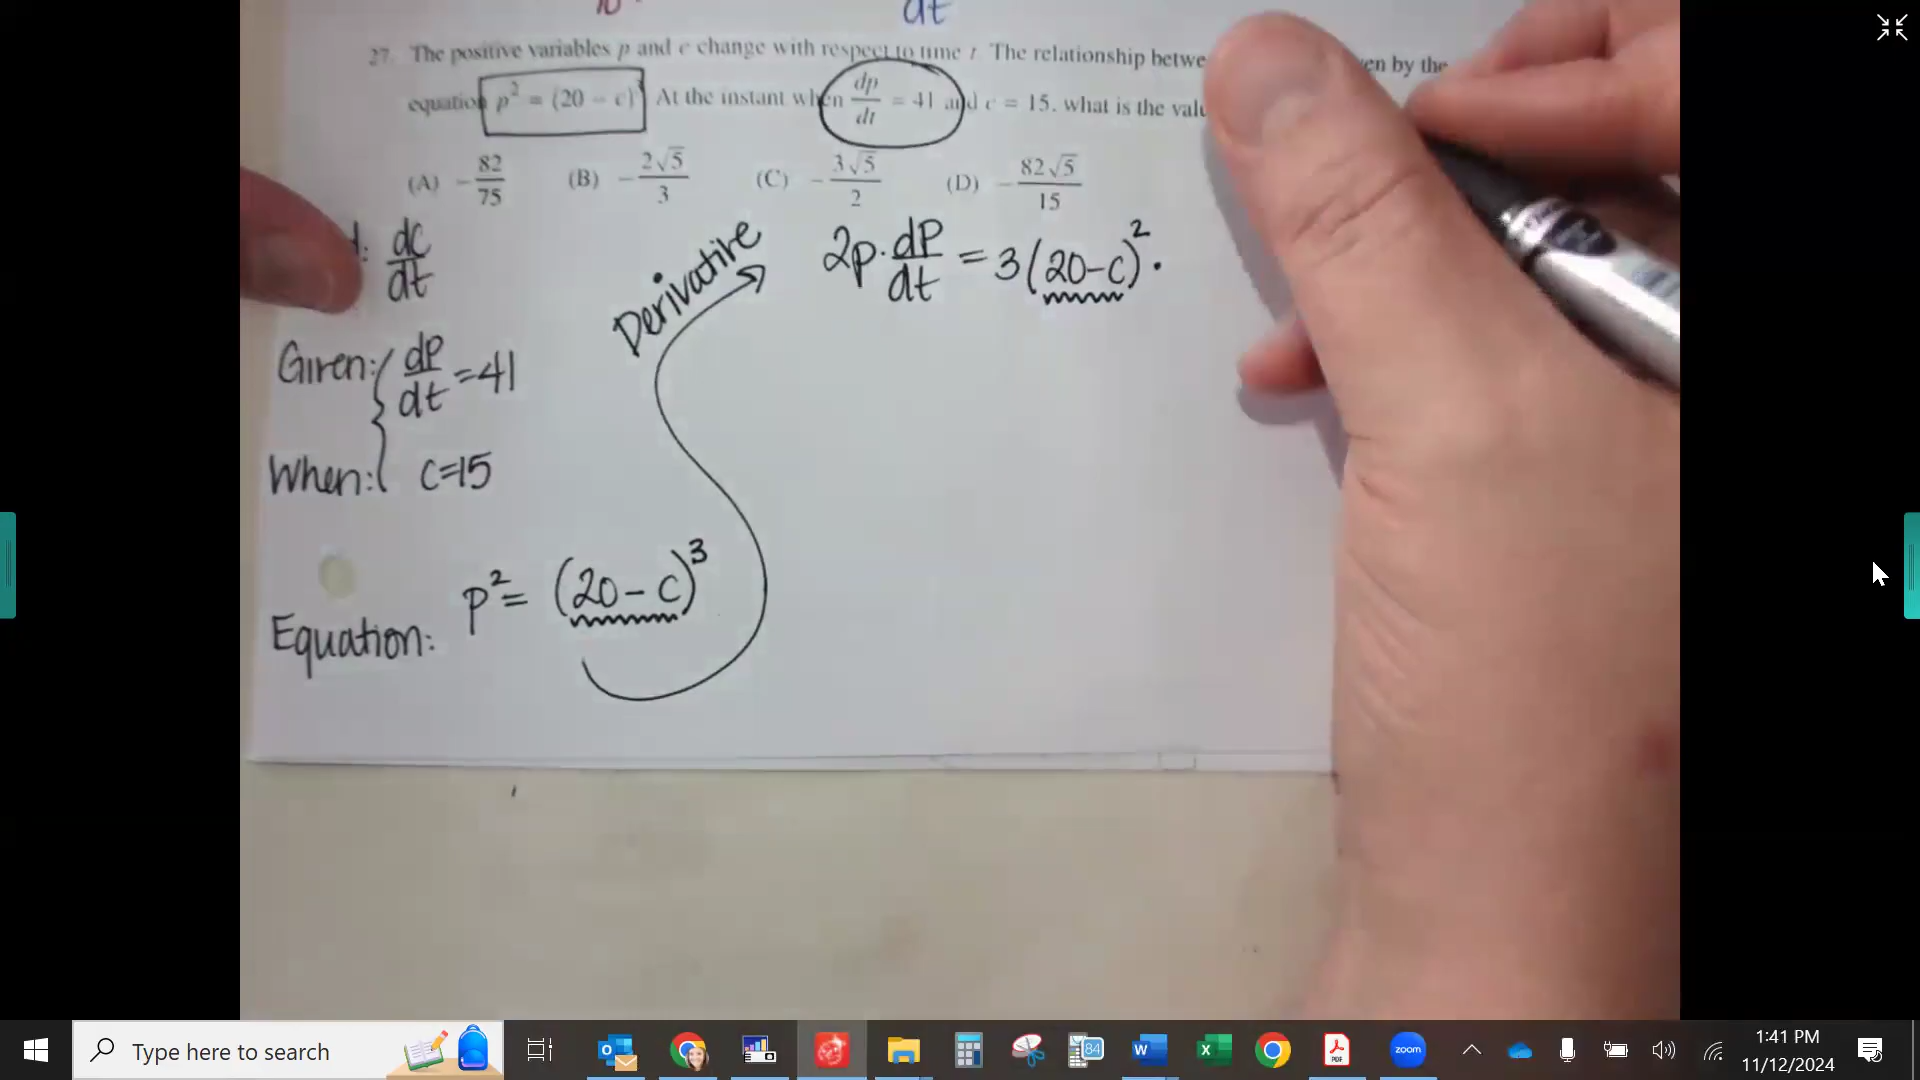 dt
27. The positive variables p and c change with respect to time t. The relationship betwe en by the
equation p² = (20 − c)³ At the instant when dp/dt = 41 and c = 15, what is the valu
(A) −82/75 (B) −2√5/3 (C) −3√5/2 (D) −82√5/15
d: dC/dt
Derivative
2p·dP/dt = 3(20−C)²·
Given: dP/dt = 41
When: C=15
Equation: p² = (20 − C)³
Type here to search
84
zoom
1:41 PM
11/12/2024